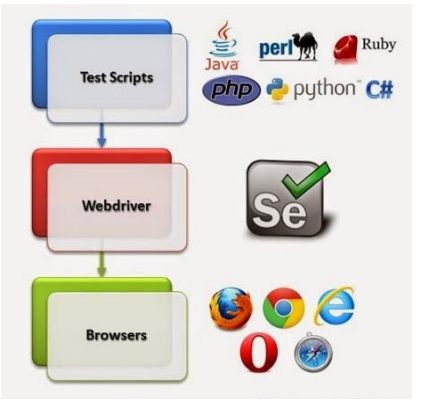 Test Scripts
Java
perl
Ruby
php
python
C#
Webdriver
Se
Browsers